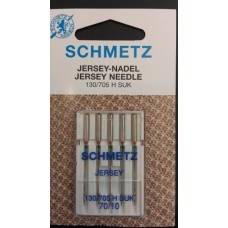 SCHMETZ
JERSEY-NADEL
JERSEY NEEDLE
130/705 H SUK
SCHMETZ
JERSEY
130/705 H SUK
70/10